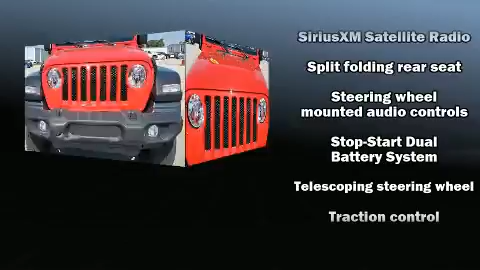 SiriusXM Satellite Radio
Split folding rear seat
Steering wheel
mounted audio controls
Stop-Start Dual
Battery System
Telescoping steering wheel
Traction control